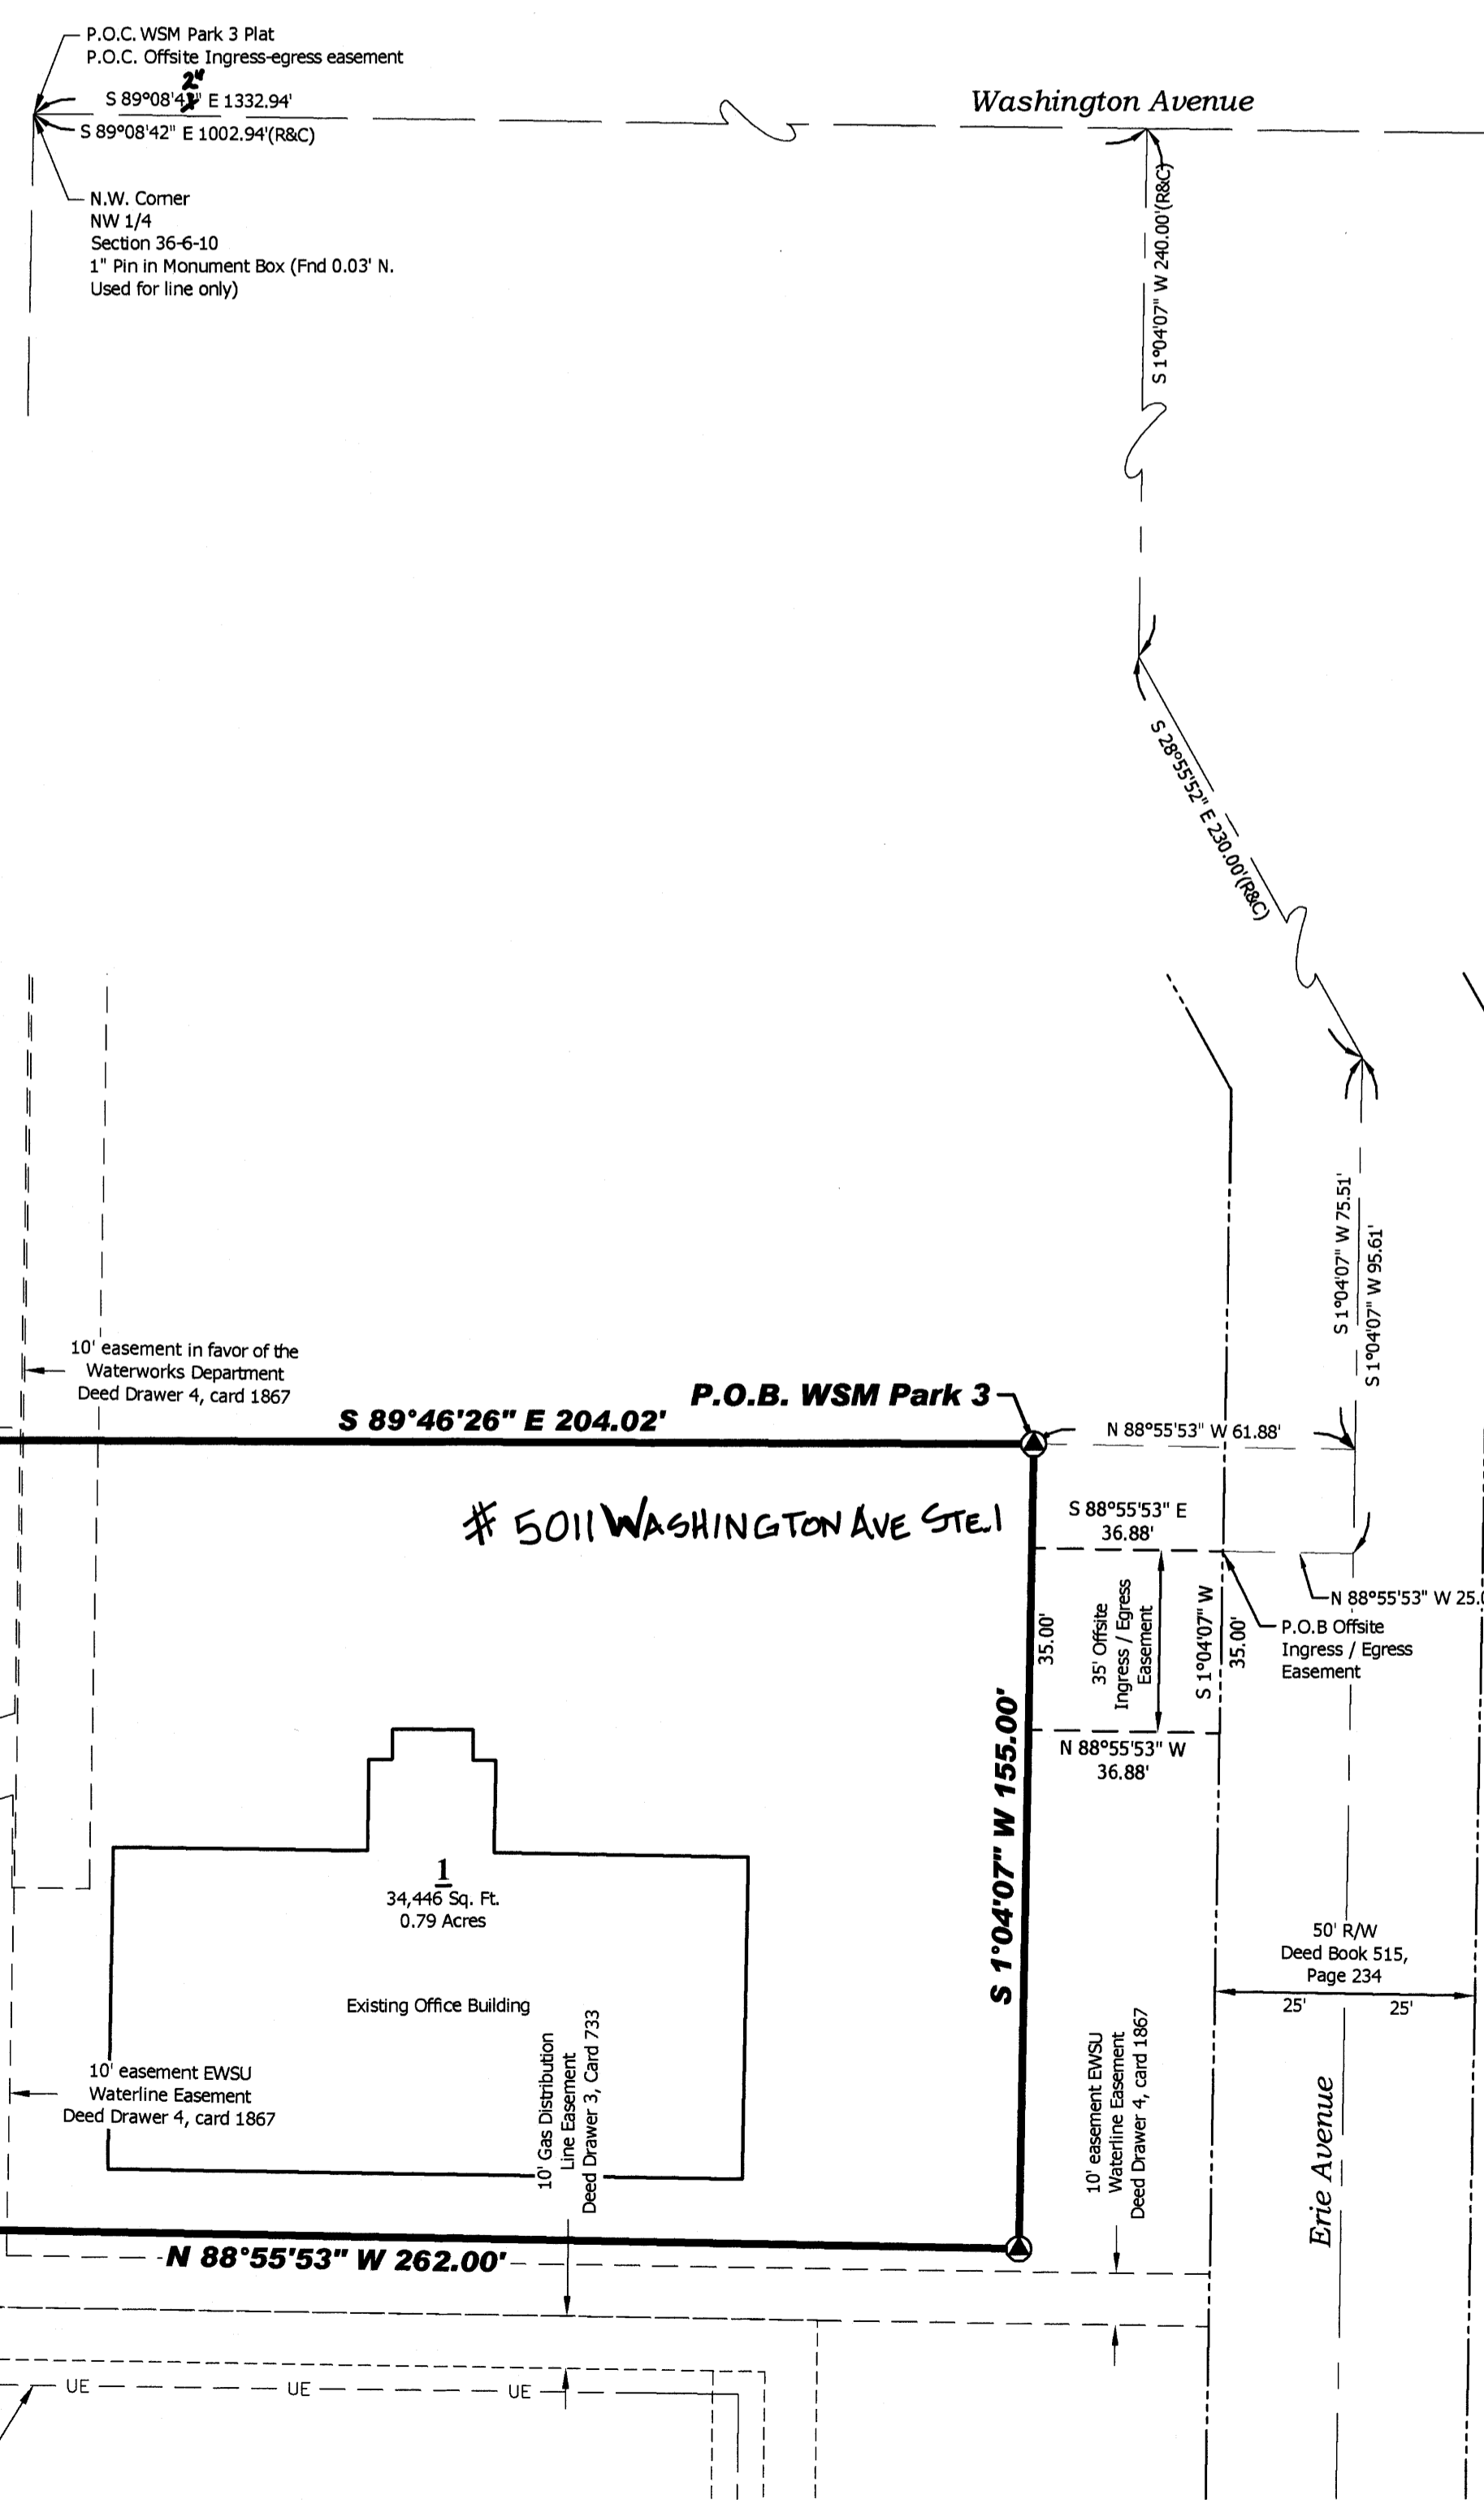 P.O.C. WSM Park 3 Plat
P.O.C. Offsite Ingress-egress easement
2"
S 89°08'4" E 1332.94'
S 89°08'42" E 1002.94'(R&C)
Washington Avenue
N.W. Corner
NW 1/4
Section 36-6-10
1" Pin in Monument Box (Fnd 0.03' N.
Used for line only)
S 1°04'07" W 240.00'(R&C)
S 28°55'52" E 230.00'(R&C)
S 1°04'07" W 75.51'
S 1°04'07" W 95.61'
10' easement in favor of the
Waterworks Department
Deed Drawer 4, card 1867
P.O.B. WSM Park 3
S 89°46'26" E 204.02'
N 88°55'53" W 61.88'
# 5011 WASHINGTON AVE STE.1
S 88°55'53" E
36.88'
N 88°55'53" W 25.
35.00'
35' Offsite
Ingress / Egress
Easement
S 1°04'07" W
35.00'
P.O.B Offsite
Ingress / Egress
Easement
N 88°55'53" W
36.88'
S 1°04'07" W 155.00'
1
34,446 Sq. Ft.
0.79 Acres
Existing Office Building
50' R/W
Deed Book 515,
Page 234
25'
25'
10' easement EWSU
Waterline Easement
Deed Drawer 4, card 1867
10' Gas Distribution
Line Easement
Deed Drawer 3, Card 733
10' easement EWSU
Waterline Easement
Deed Drawer 4, card 1867
Erie Avenue
N 88°55'53" W 262.00'
UE
UE
UE